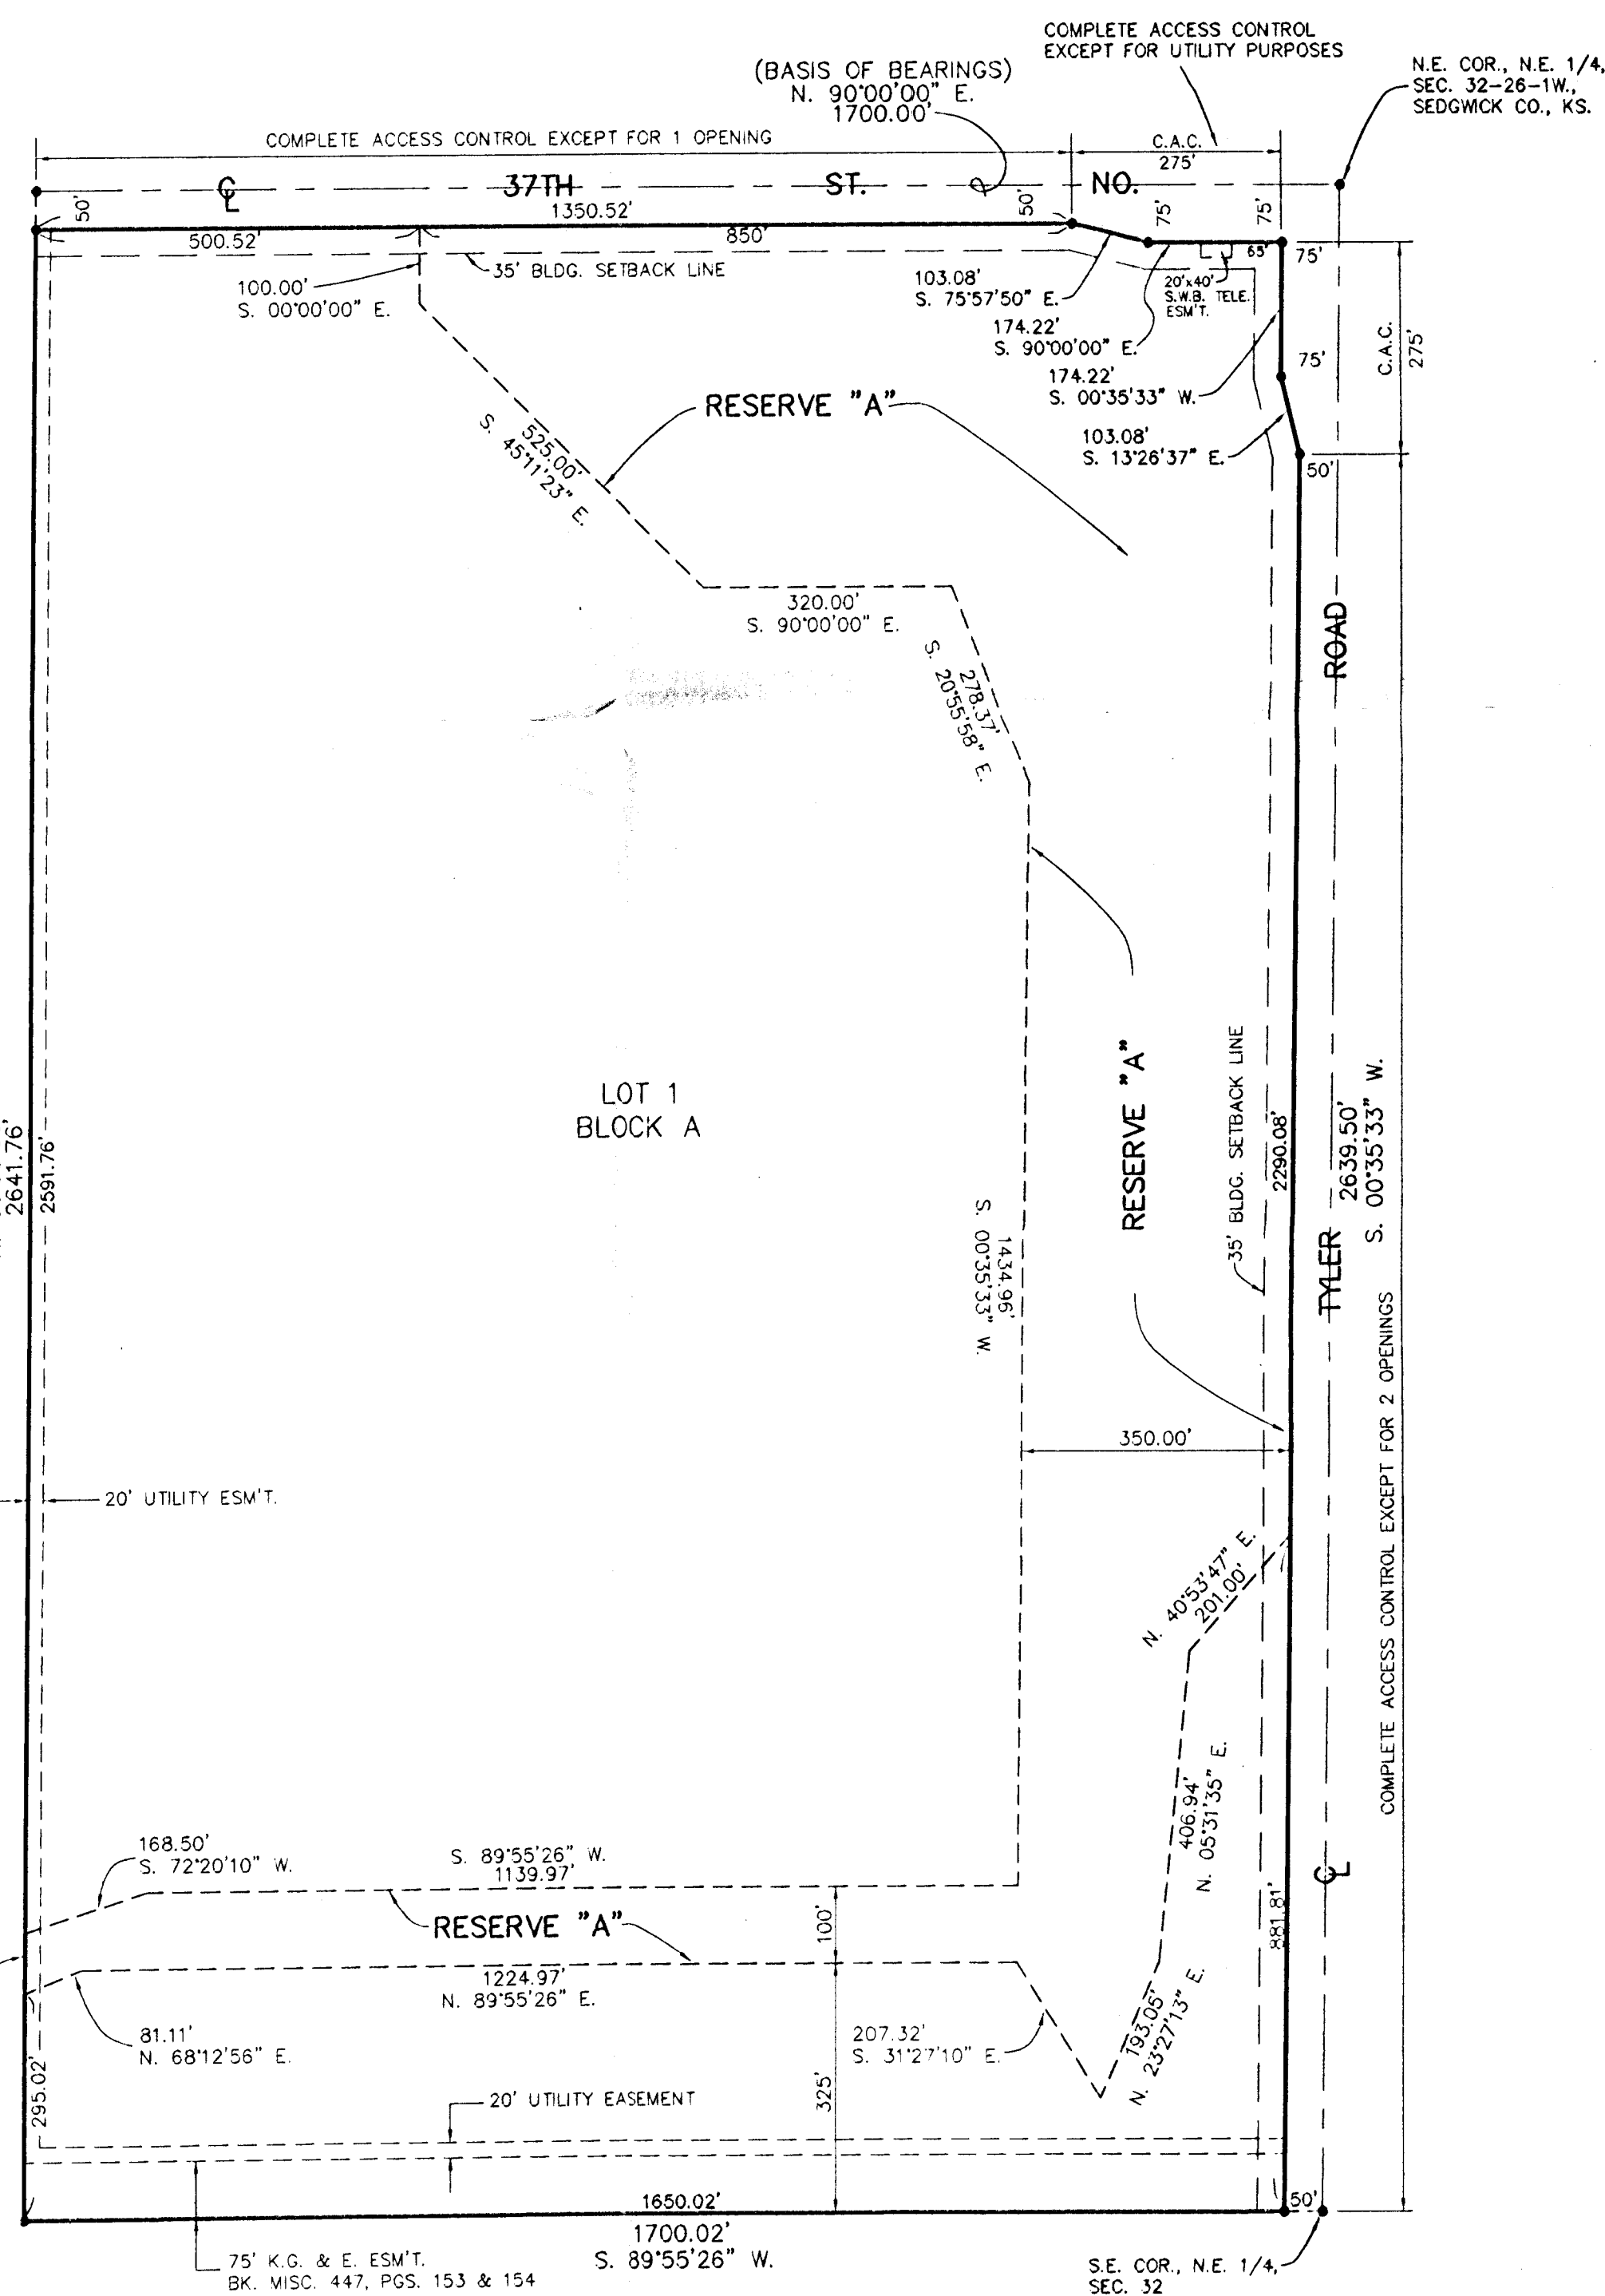 COMPLETE ACCESS CONTROL
EXCEPT FOR UTILITY PURPOSES
(BASIS OF BEARINGS)
N. 90°00'00" E.
1700.00'
N.E. COR., N.E. 1/4,
SEC. 32-26-1W.,
SEDGWICK CO., KS.
COMPLETE ACCESS CONTROL EXCEPT FOR 1 OPENING
C.A.C.
275'
℄ 37TH ST. NO.
50'
1350.52'
50'
75'
75'
500.52'
850'
65'
75'
35' BLDG. SETBACK LINE
100.00'
S. 00°00'00" E.
103.08'
S. 75°57'50" E.
20'x40'
S.W.B. TELE.
ESM'T.
174.22'
S. 90°00'00" E.
174.22'
S. 00°35'33" W.
75'
C.A.C.
275'
RESERVE "A"
103.08'
S. 13°26'37" E.
50'
525.00'
S. 45°11'23" E.
320.00'
S. 90°00'00" E.
278.37'
S. 20°55'58" E.
ROAD
LOT 1
BLOCK A
2641.76'
2591.76'
RESERVE "A"
35' BLDG. SETBACK LINE
2290.08'
2639.50'
S. 00°35'33" W.
TYLER
1434.96'
S. 00°35'33" W.
350.00'
COMPLETE ACCESS CONTROL EXCEPT FOR 2 OPENINGS
20' UTILITY ESM'T.
N. 40°53'47" E.
201.00'
406.94'
N. 05°31'35" E.
℄
168.50'
S. 72°20'10" W.
S. 89°55'26" W.
1139.97'
RESERVE "A"
100'
881.81'
1224.97'
N. 89°55'26" E.
81.11'
N. 68°12'56" E.
207.32'
S. 31°27'10" E.
193.05'
N. 23°27'13" E.
295.02'
20' UTILITY EASEMENT
325'
1650.02'
50'
1700.02'
S. 89°55'26" W.
75' K.G. & E. ESM'T.
BK. MISC. 447, PGS. 153 & 154
S.E. COR., N.E. 1/4,
SEC. 32